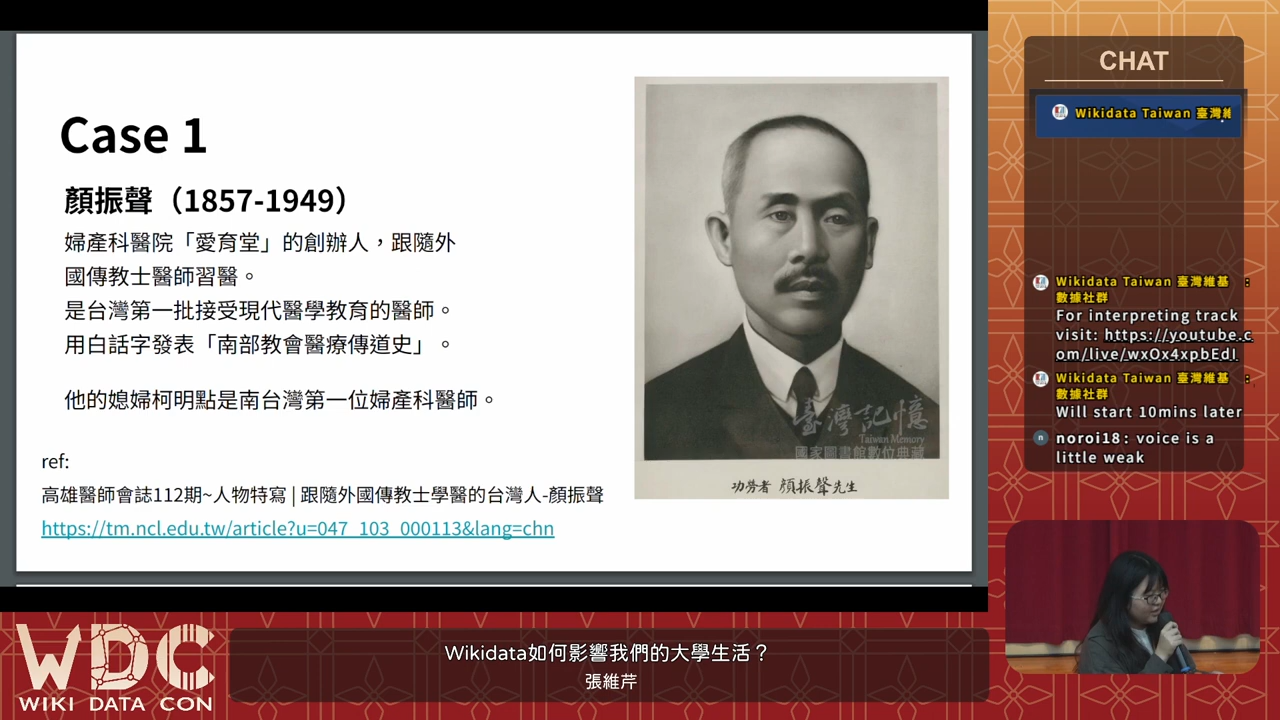 Case 1
顏振聲（1857-1949）
婦產科醫院「愛育堂」的創辦人，跟隨外
國傳教士醫師習醫。
是台灣第一批接受現代醫學教育的醫師。
用白話字發表「南部教會醫療傳道史」。
他的媳婦柯明點是南台灣第一位婦產科醫師。
ref:
高雄醫師會誌112期~人物特寫 | 跟隨外國傳教士學醫的台灣人-顏振聲
https://tm.ncl.edu.tw/article?u=047_103_000113&lang=chn
臺灣記憶
Taiwan Memory
國家圖書館數位典藏
功勞者 顏振聲先生
CHAT
Wikidata Taiwan 臺灣維
Wikidata Taiwan 臺灣維基 :
數據社群
For interpreting track
visit: https://youtube.c
om/live/wxOx4xpbEdI
Wikidata Taiwan 臺灣維基 :
數據社群
Will start 10mins later
n noroi18: voice is a
little weak
WDC
WIKI DATA CON
Wikidata如何影響我們的大學生活？
張維芹